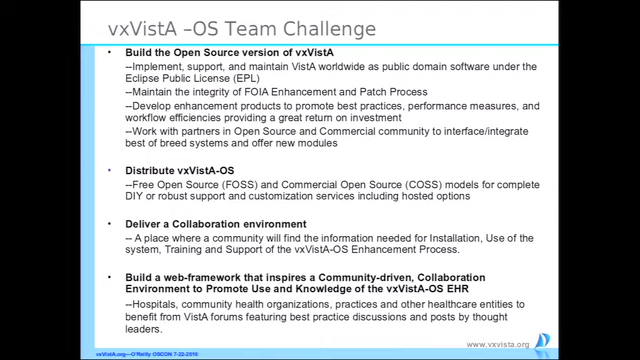 vxVistA –OS Team Challenge
• Build the Open Source version of vxVistA
--Implement, support, and maintain VistA worldwide as public domain software under the
Eclipse Public License (EPL)
--Maintain the integrity of FOIA Enhancement and Patch Process
--Develop enhancement products to promote best practices, performance measures, and
workflow efficiencies providing a great return on investment
--Work with partners in Open Source and Commercial community to interface/integrate
best of breed systems and offer new modules
• Distribute vxVistA-OS
--Free Open Source (FOSS) and Commercial Open Source (COSS) models for complete
DIY or robust support and customization services including hosted options
• Deliver a Collaboration environment
– A place where a community will find the information needed for Installation, Use of the
system, Training and Support of the vxVistA-OS Enhancement Process.
• Build a web-framework that inspires a Community-driven, Collaboration
Environment to Promote Use and Knowledge of the vxVistA-OS EHR
--Hospitals, community health organizations, practices and other healthcare entities to
benefit from VistA forums featuring best practice discussions and posts by thought
leaders.
www.vxvista.org
vxVistA.org—O'Reilly OSCON 7-22-2010